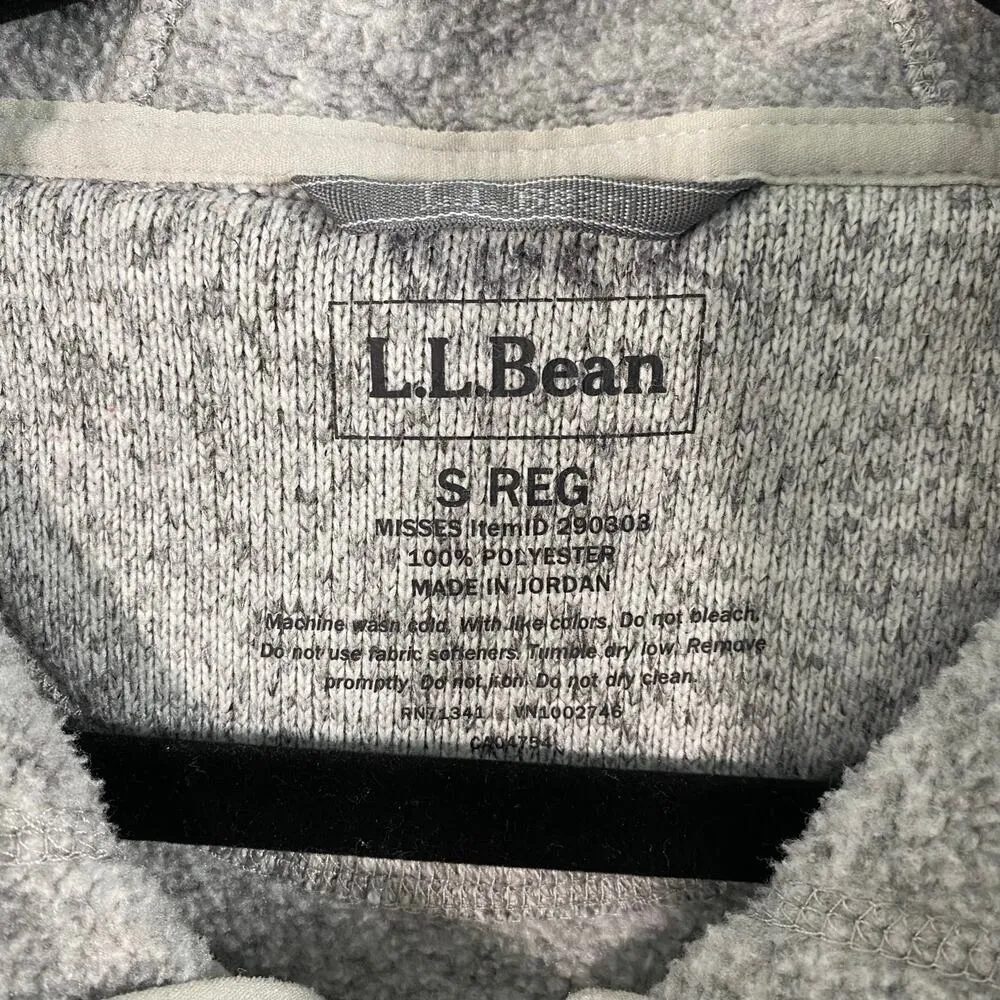 L.L.Bean
S REG
MISSES ItemID 290303
100% POLYESTER
MADE IN JORDAN
Machine wash cold. With like colors. Do not bleach.
Do not use fabric softeners. Tumble dry low. Remove
promptly. Do not iron. Do not dry clean.
RN71341 VN1002746
CA04754